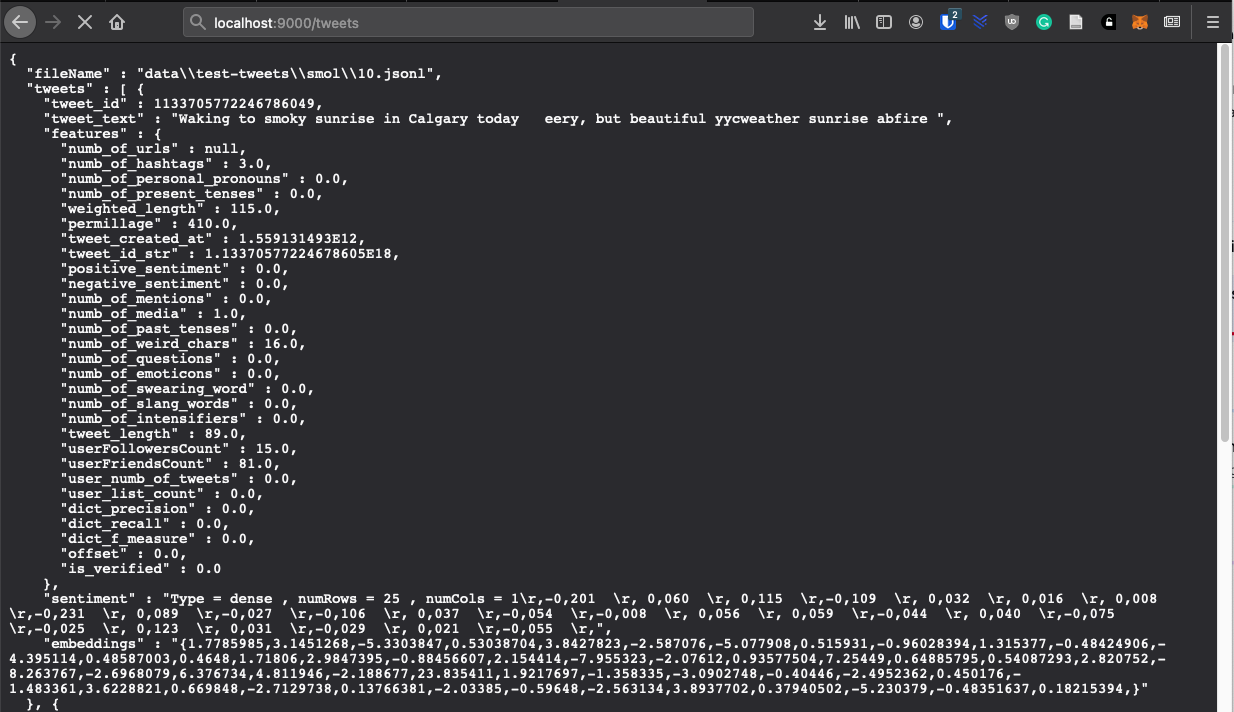 localhost:9000/tweets
2
{
"fileName" : "data\\test-tweets\\smol\\10.jsonl",
"tweets" : [ {
"tweet_id" : 1133705772246786049,
"tweet_text" : "Waking to smoky sunrise in Calgary today   eery, but beautiful yycweather sunrise abfire ",
"features" : {
"numb_of_urls" : null,
"numb_of_hashtags" : 3.0,
"numb_of_personal_pronouns" : 0.0,
"numb_of_present_tenses" : 0.0,
"weighted_length" : 115.0,
"permillage" : 410.0,
"tweet_created_at" : 1.559131493E12,
"tweet_id_str" : 1.13370577224678605E18,
"positive_sentiment" : 0.0,
"negative_sentiment" : 0.0,
"numb_of_mentions" : 0.0,
"numb_of_media" : 1.0,
"numb_of_past_tenses" : 0.0,
"numb_of_weird_chars" : 16.0,
"numb_of_questions" : 0.0,
"numb_of_emoticons" : 0.0,
"numb_of_swearing_word" : 0.0,
"numb_of_slang_words" : 0.0,
"numb_of_intensifiers" : 0.0,
"tweet_length" : 89.0,
"userFollowersCount" : 15.0,
"userFriendsCount" : 81.0,
"user_numb_of_tweets" : 0.0,
"user_list_count" : 0.0,
"dict_precision" : 0.0,
"dict_recall" : 0.0,
"dict_f_measure" : 0.0,
"offset" : 0.0,
"is_verified" : 0.0
},
"sentiment" : "Type = dense , numRows = 25 , numCols = 1\r,-0,201  \r, 0,060  \r, 0,115  \r,-0,109  \r, 0,032  \r, 0,016  \r, 0,008
\r,-0,231  \r, 0,089  \r,-0,027  \r,-0,106  \r, 0,037  \r,-0,054  \r,-0,008  \r, 0,056  \r, 0,059  \r,-0,044  \r, 0,040  \r,-0,075
\r,-0,025  \r, 0,123  \r, 0,031  \r,-0,029  \r, 0,021  \r,-0,055  \r,",
"embeddings" : "{1.7785985,3.1451268,-5.3303847,0.53038704,3.8427823,-2.587076,-5.077908,0.515931,-0.96028394,1.315377,-0.48424906,-
4.395114,0.48587003,0.4648,1.71806,2.9847395,-0.88456607,2.154414,-7.955323,-2.07612,0.93577504,7.25449,0.64885795,0.54087293,2.820752,-
8.263767,-2.6968079,6.376734,4.811946,-2.188677,23.835411,1.9217697,-1.358335,-3.0902748,-0.40446,-2.4952362,0.450176,-
1.483361,3.6228821,0.669848,-2.7129738,0.13766381,-2.03385,-0.59648,-2.563134,3.8937702,0.37940502,-5.230379,-0.48351637,0.18215394,}"
}, {